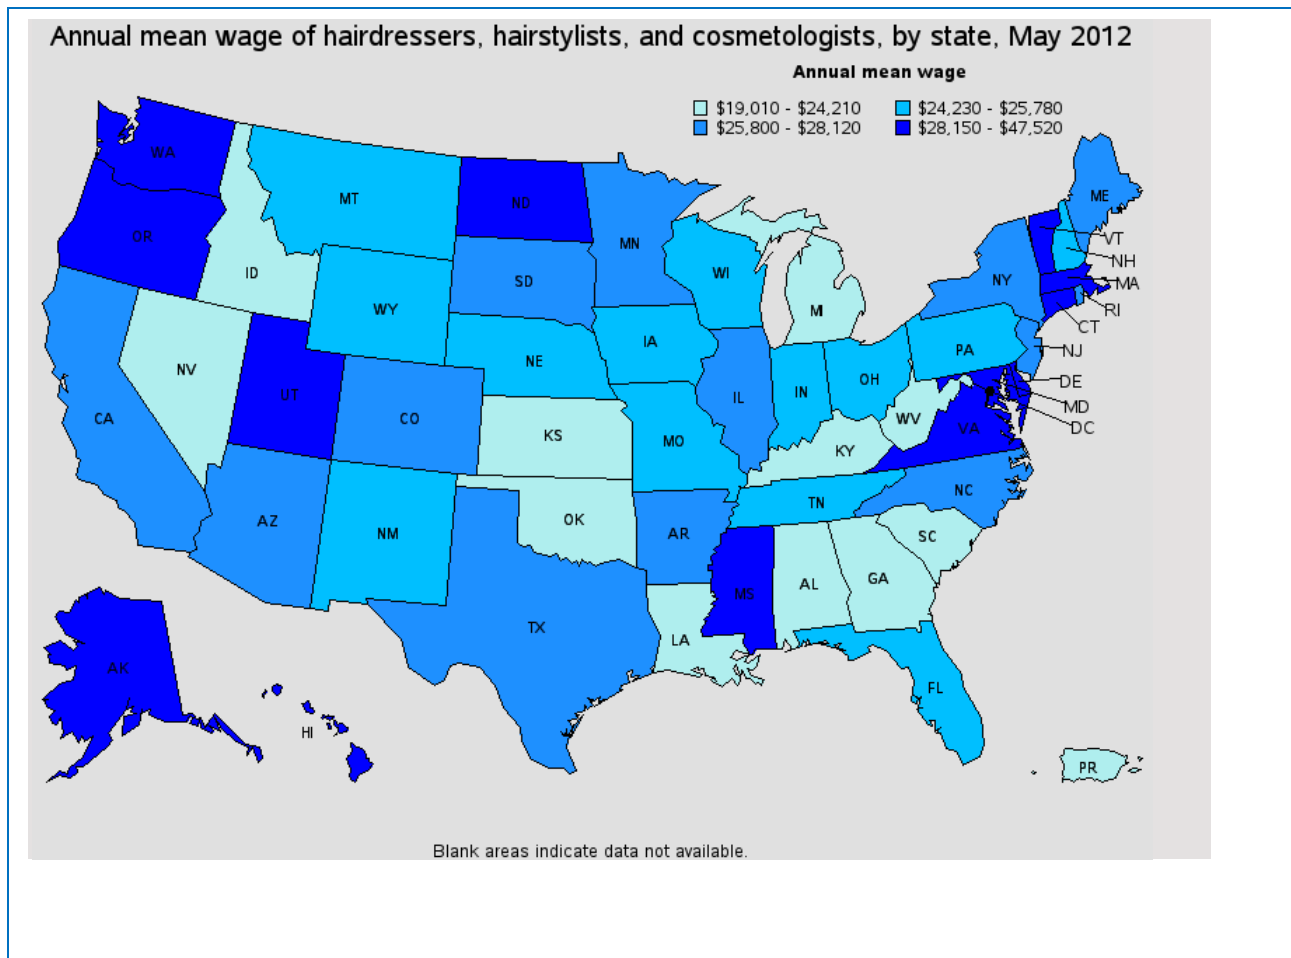 Annual mean wage of hairdressers, hairstylists, and cosmetologists, by state, May 2012
Annual mean wage
$19,010 - $24,210 $24,230 - $25,780
$25,800 - $28,120 $28,150 - $47,520
WA
MT
ND
MN
ME
OR
ID
SD
WI
NY
VT
NH
MA
RI
CT
WY
MI
IA
PA
NJ
NV
NE
IN
OH
DE
MD
DC
UT
CA
CO
IL
WV
VA
KS
MO
KY
AZ
NM
OK
AR
TN
NC
SC
MS
AL
GA
TX
LA
FL
AK
HI
PR
Blank areas indicate data not available.